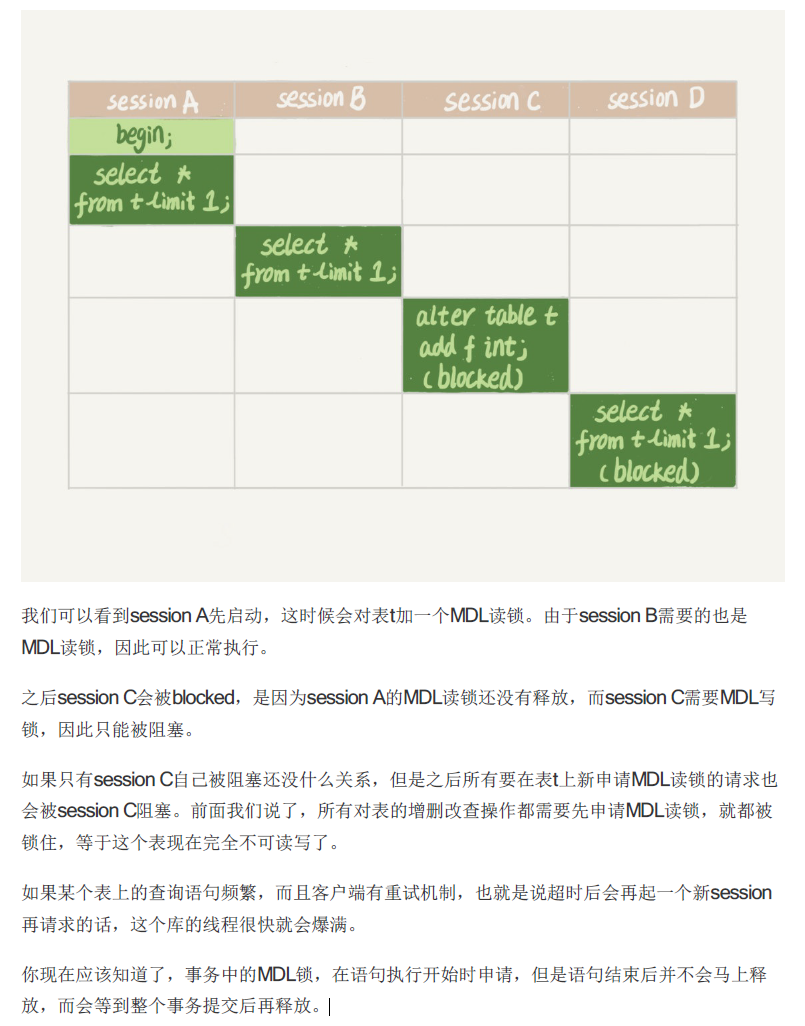 session A session B session C session D
begin;
select *
from t limit 1;
select *
from t limit 1;
alter table t
add f int;
(blocked)
select *
from t limit 1;
(blocked)
我们可以看到session A先启动，这时候会对表t加一个MDL读锁。由于session B需要的也是
MDL读锁，因此可以正常执行。
之后session C会被blocked，是因为session A的MDL读锁还没有释放，而session C需要MDL写
锁，因此只能被阻塞。
如果只有session C自己被阻塞还没什么关系，但是之后所有要在表t上新申请MDL读锁的请求也
会被session C阻塞。前面我们说了，所有对表的增删改查操作都需要先申请MDL读锁，就都被
锁住，等于这个表现在完全不可读写了。
如果某个表上的查询语句频繁，而且客户端有重试机制，也就是说超时后会再起一个新session
再请求的话，这个库的线程很快就会爆满。
你现在应该知道了，事务中的MDL锁，在语句执行开始时申请，但是语句结束后并不会马上释
放，而会等到整个事务提交后再释放。